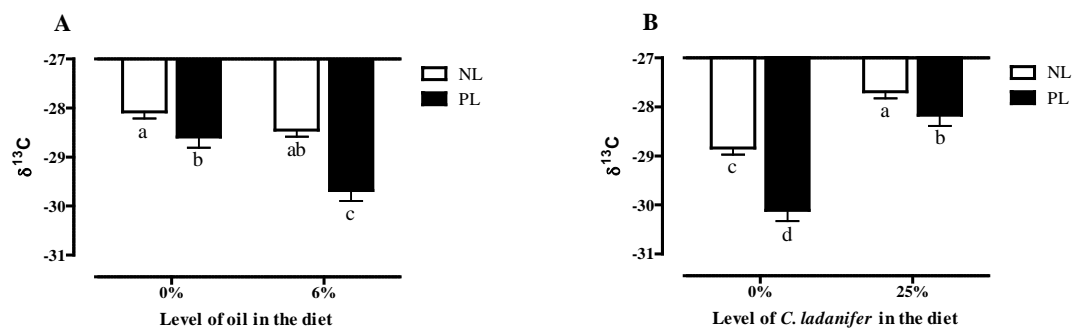 A
-27
-28
-29
-30
-31
δ13C
a
b
ab
c
NL
PL
0%
6%
Level of oil in the diet
B
-27
-28
-29
-30
-31
δ13C
c
d
a
b
NL
PL
0%
25%
Level of C. ladanifer in the diet